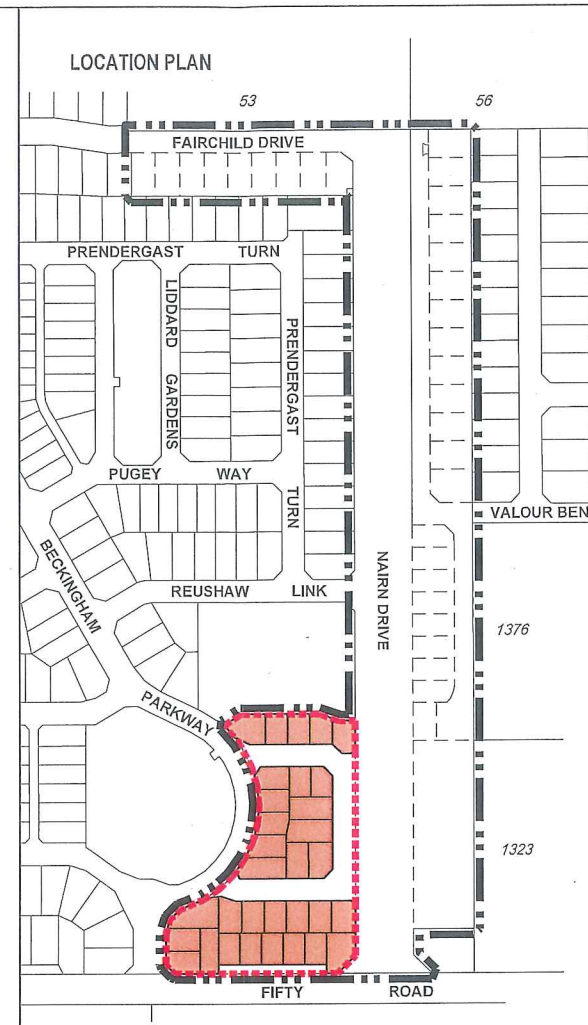 LOCATION PLAN
53
56
FAIRCHILD DRIVE
PRENDERGAST TURN
LIDDARD GARDENS
PRENDERGAST TURN
PUGEY WAY
VALOUR BEN
BECKINGHAM PARKWAY
REUSHAW LINK
NAIRN DRIVE
1376
1323
FIFTY ROAD